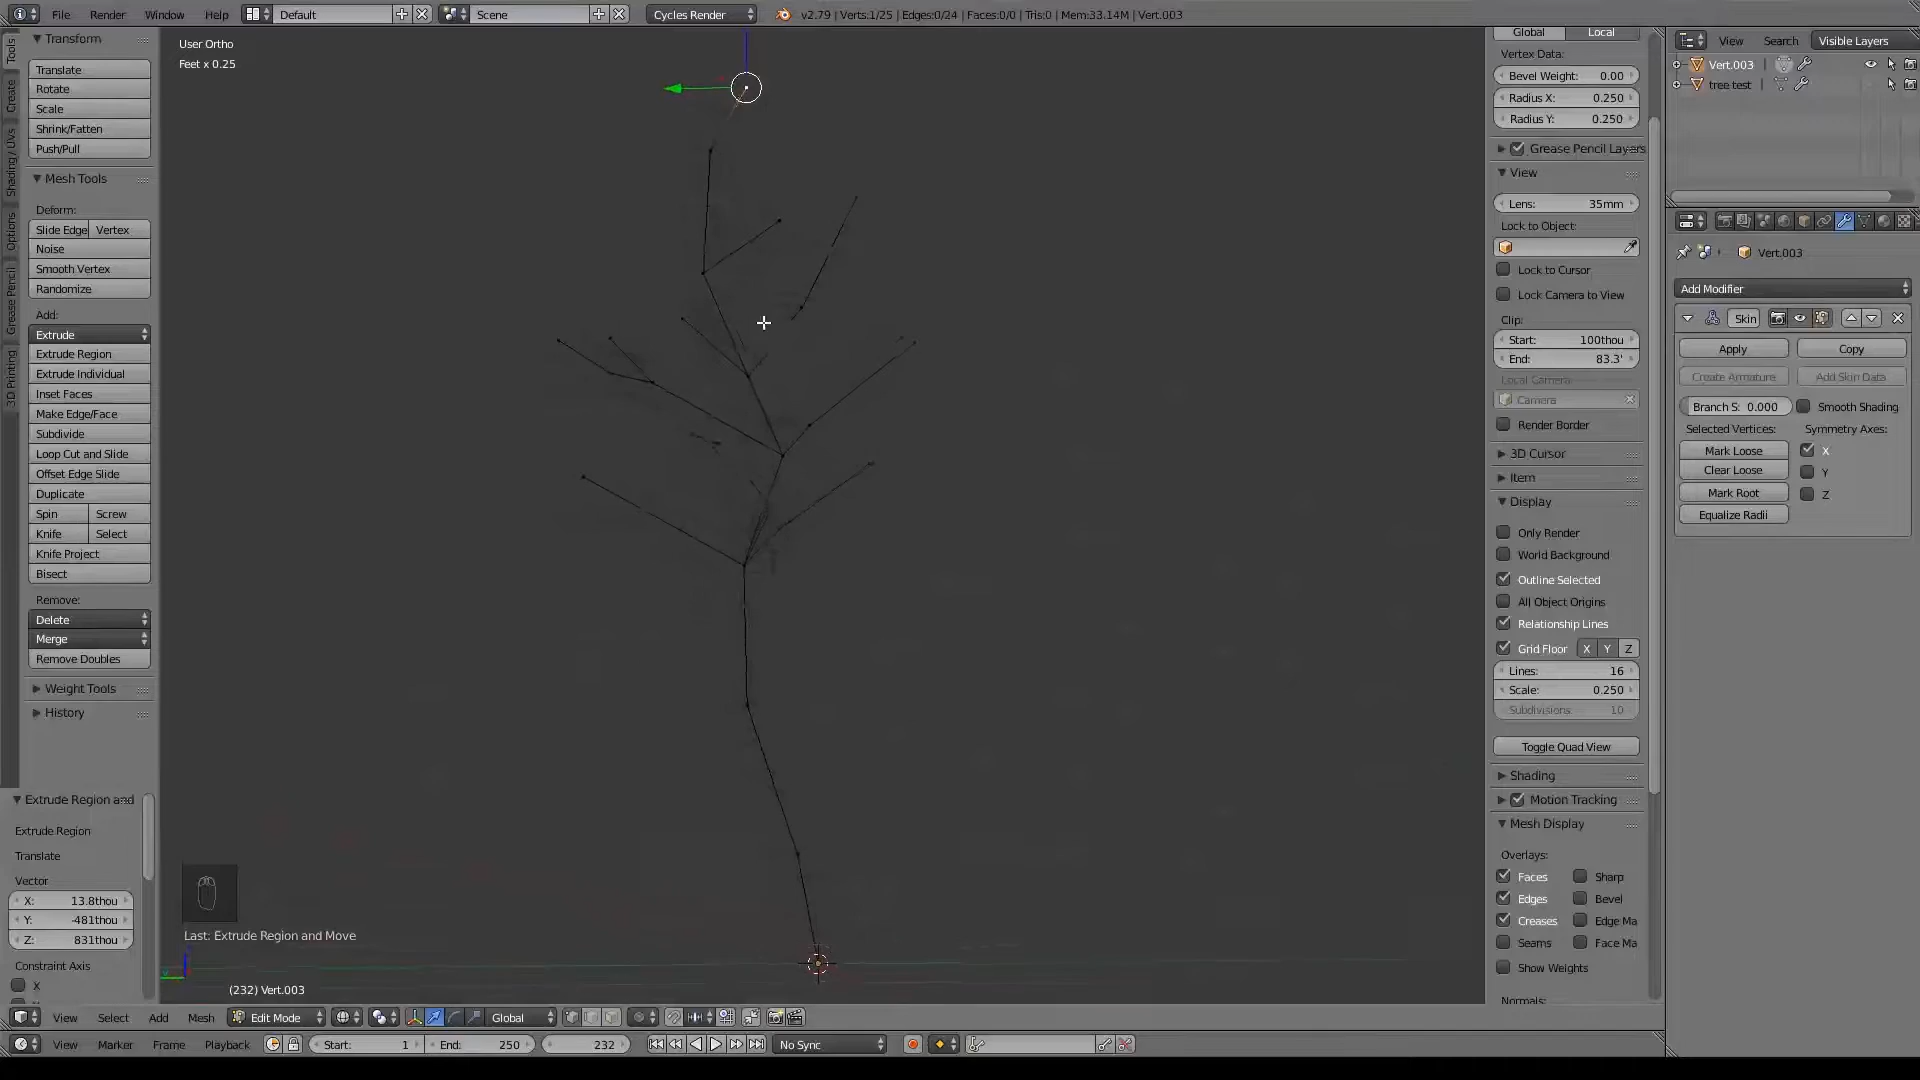 File Render Window Help Default Scene Cycles Render v2.79 | Verts:1/25 | Edges:0/24 | Faces:0/0 | Tris:0 | Mem:33.14M | Vert.003
Tools
Create
Shading / UVs
Options
Grease Pencil
3D Printing
Transform
Translate
Rotate
Scale
Shrink/Fatten
Push/Pull
Mesh Tools
Deform:
Slide Edge Vertex
Noise
Smooth Vertex
Randomize
Add:
Extrude
Extrude Region
Extrude Individual
Inset Faces
Make Edge/Face
Subdivide
Loop Cut and Slide
Offset Edge Slide
Duplicate
Spin Screw
Knife Select
Knife Project
Bisect
Remove:
Delete
Merge
Remove Doubles
Weight Tools
History
Extrude Region and
Extrude Region
Translate
Vector
X: 13.8thou
Y: -481thou
Z: 831thou
Constraint Axis
X
User Ortho
Feet x 0.25
Last: Extrude Region and Move
(232) Vert.003
Global Local
Vertex Data:
Bevel Weight: 0.00
Radius X: 0.250
Radius Y: 0.250
Grease Pencil Layers
View
Lens: 35mm
Lock to Object:
Lock to Cursor
Lock Camera to View
Clip:
Start: 100thou
End: 83.3'
Local Camera:
Camera
Render Border
3D Cursor
Item
Display
Only Render
World Background
Outline Selected
All Object Origins
Relationship Lines
Grid Floor X Y Z
Lines: 16
Scale: 0.250
Subdivisions: 10
Toggle Quad View
Shading
Motion Tracking
Mesh Display
Overlays:
Faces Sharp
Edges Bevel
Creases Edge Ma
Seams Face Ma
Show Weights
Normals:
View Search Visible Layers
Vert.003
tree test
Vert.003
Add Modifier
Skin
Apply Copy
Create Armature Add Skin Data
Branch S: 0.000 Smooth Shading
Selected Vertices: Symmetry Axes:
Mark Loose X
Clear Loose Y
Mark Root Z
Equalize Radii
View Select Add Mesh Edit Mode Global
View Marker Frame Playback Start: 1 End: 250 232 No Sync